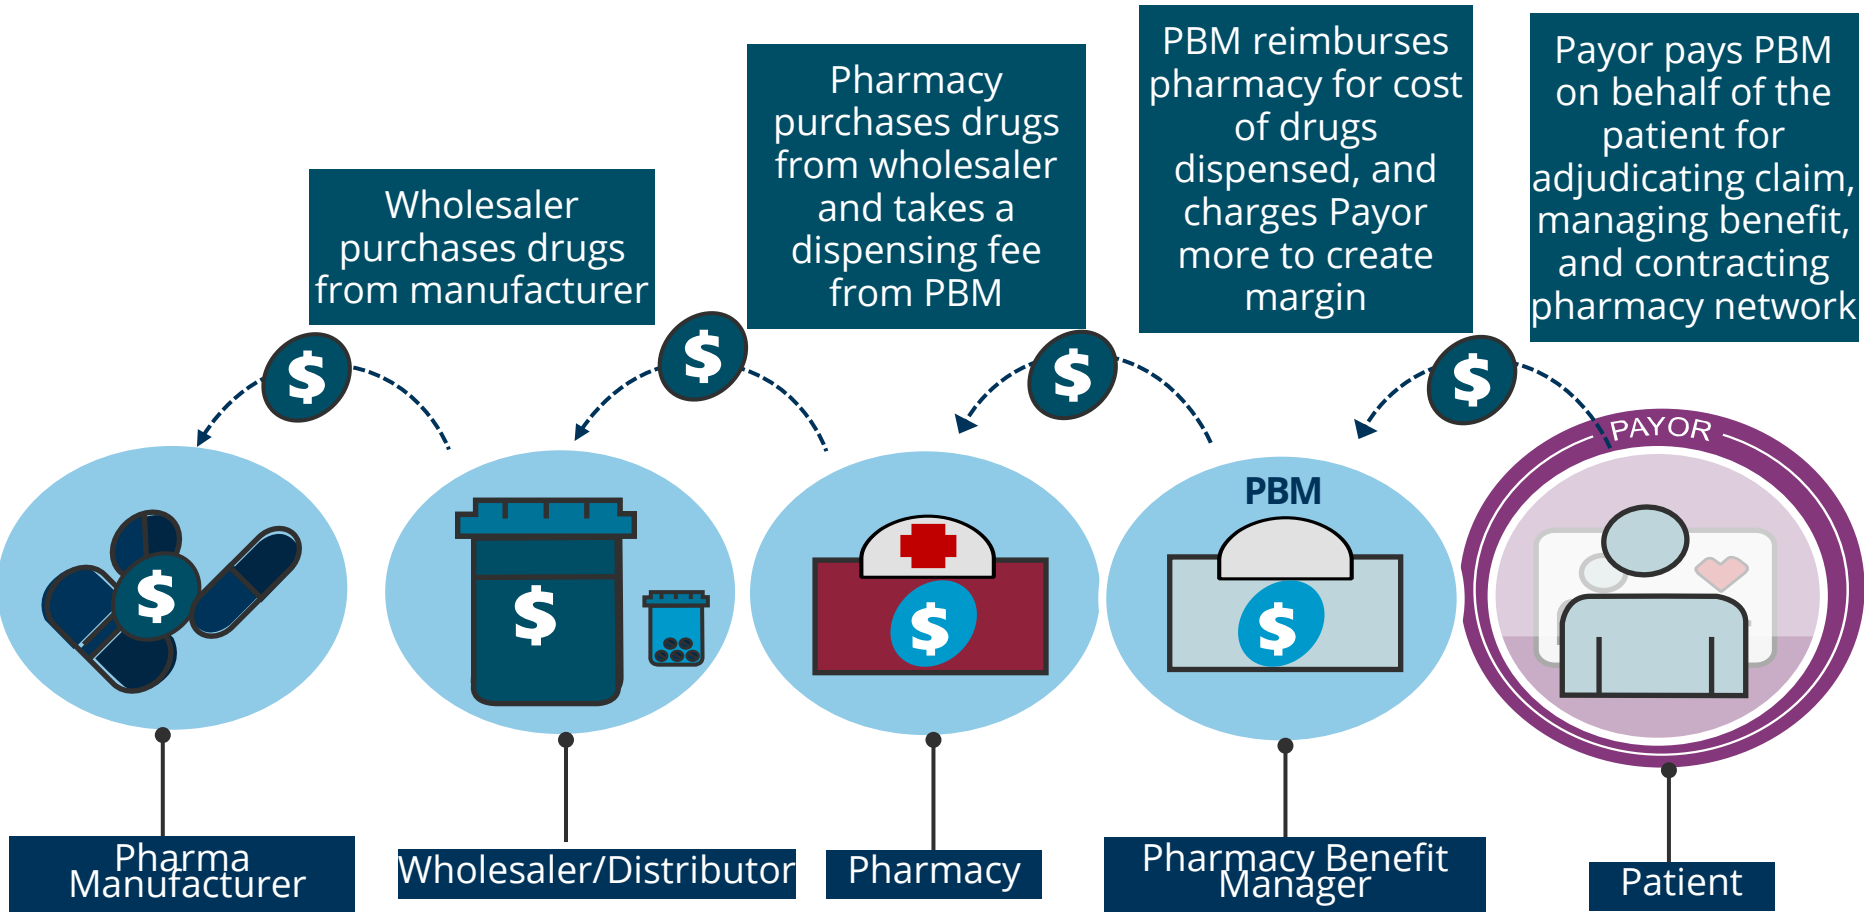 Wholesaler
purchases drugs
from manufacturer
Pharmacy
purchases drugs
from wholesaler
and takes a
dispensing fee
from PBM
PBM reimburses
pharmacy for cost
of drugs
dispensed, and
charges Payor
more to create
margin
Payor pays PBM
on behalf of the
patient for
adjudicating claim,
managing benefit,
and contracting
pharmacy network
$
$
$
$
PAYOR
PBM
$
$
$
$
Pharma
Manufacturer
Wholesaler/Distributor
Pharmacy
Pharmacy Benefit
Manager
Patient